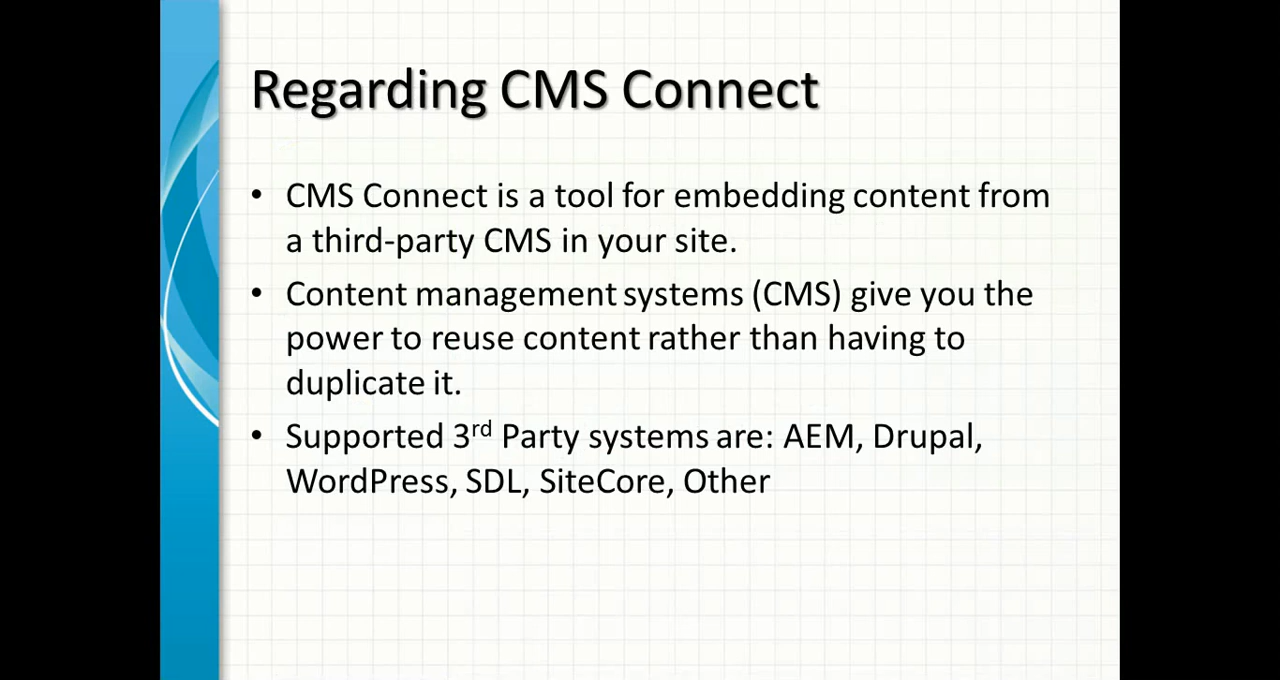 Regarding CMS Connect
• CMS Connect is a tool for embedding content from
a third-party CMS in your site.
• Content management systems (CMS) give you the
power to reuse content rather than having to
duplicate it.
• Supported 3rd Party systems are: AEM, Drupal,
WordPress, SDL, SiteCore, Other